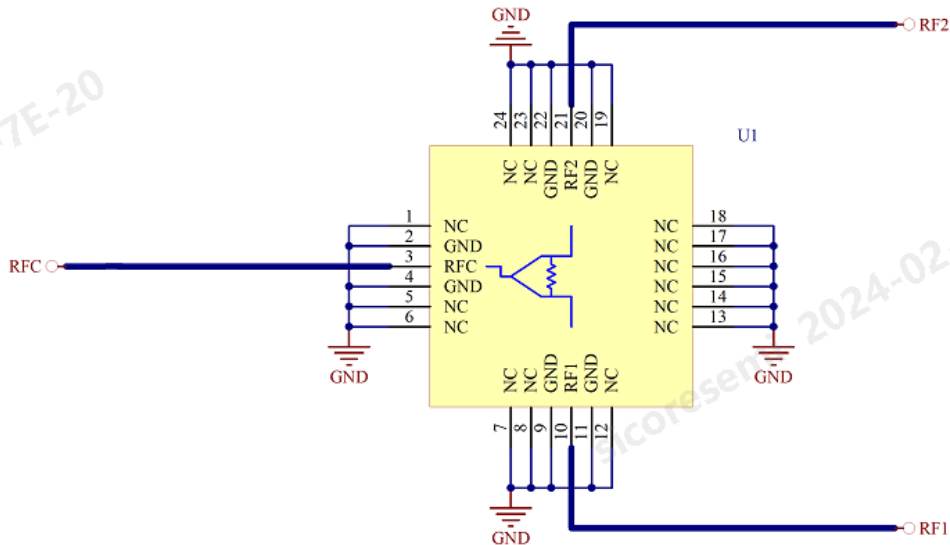 GND
RF2
7E-20
24 23 22 21 20 19
U1
NC NC GND RF2 GND NC
1 NC
2 GND
RFC 3 RFC
4 GND
5 NC
6 NC
NC 18
NC 17
NC 16
NC 15
NC 14
NC 13
GND
GND
sicoresemi 2024-02
NC NC GND RF1 GND NC
7 8 9 10 11 12
GND
RF1